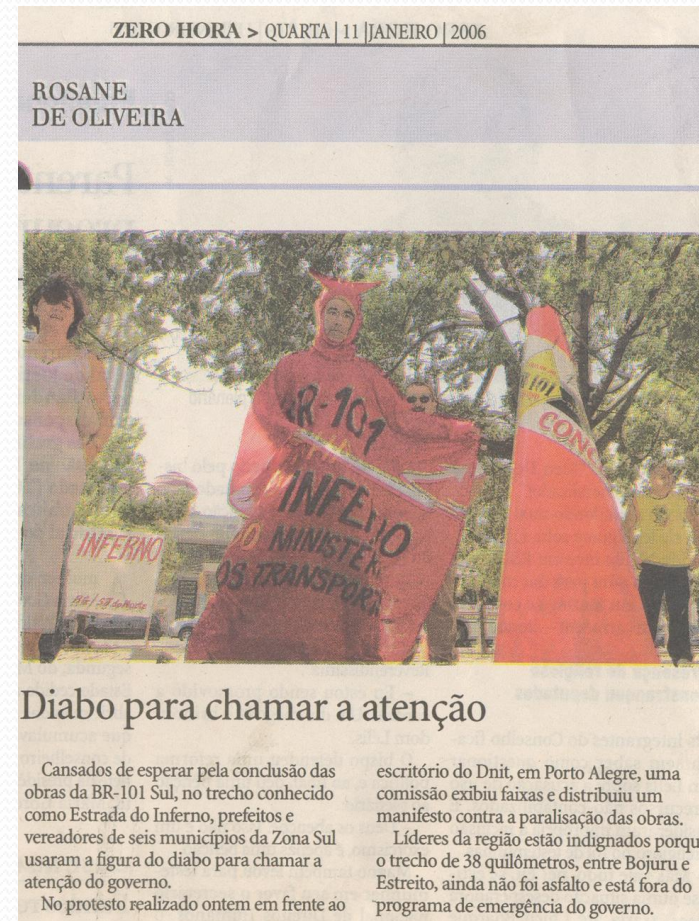 ZERO HORA > QUARTA | 11 | JANEIRO | 2006
ROSANE
DE OLIVEIRA
BR-101
INFERNO
O MINISTÉR
OS TRANSPORT
INFERNO
101
CONC
Diabo para chamar a atenção
Cansados de esperar pela conclusão das
obras da BR-101 Sul, no trecho conhecido
como Estrada do Inferno, prefeitos e
vereadores de seis municípios da Zona Sul
usaram a figura do diabo para chamar a
atenção do governo.
No protesto realizado ontem em frente ao
escritório do Dnit, em Porto Alegre, uma
comissão exibiu faixas e distribuiu um
manifesto contra a paralisação das obras.
Líderes da região estão indignados porqu
o trecho de 38 quilômetros, entre Bojuru e
Estreito, ainda não foi asfalto e está fora do
programa de emergência do governo.